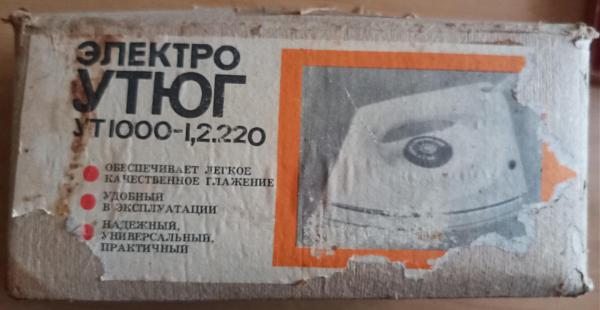 ЭЛЕКТРО
УТЮГ
УТ1000-1,2.220
ОБЕСПЕЧИВАЕТ ЛЕГКОЕ
КАЧЕСТВЕННОЕ ГЛАЖЕНИЕ
УДОБНЫЙ
В ЭКСПЛУАТАЦИИ
НАДЕЖНЫЙ,
УНИВЕРСАЛЬНЫЙ,
ПРАКТИЧНЫЙ